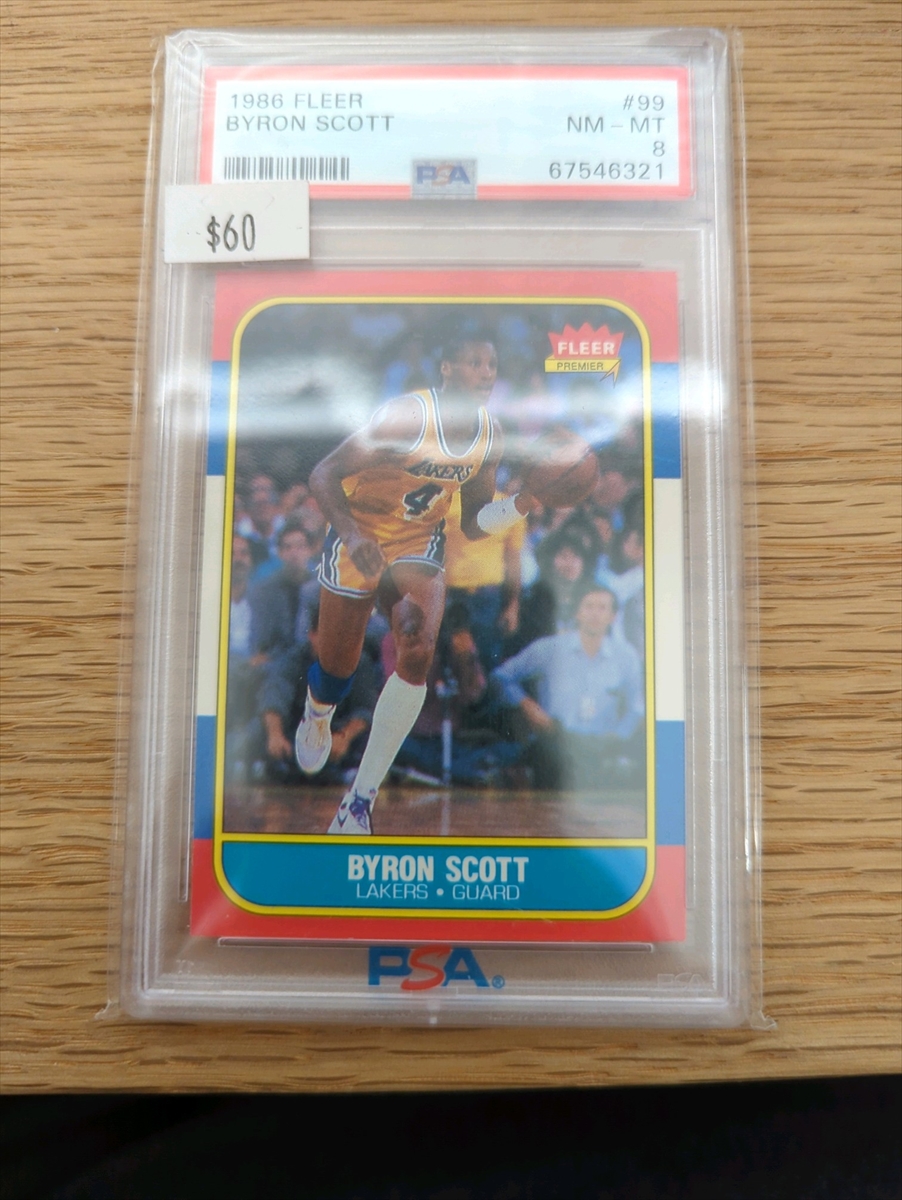 1986 FLEER #99
BYRON SCOTT NM - MT
8
PSA 67546321
$60
FLEER
PREMIER
LAKERS
4
BYRON SCOTT
LAKERS • GUARD
PSA®